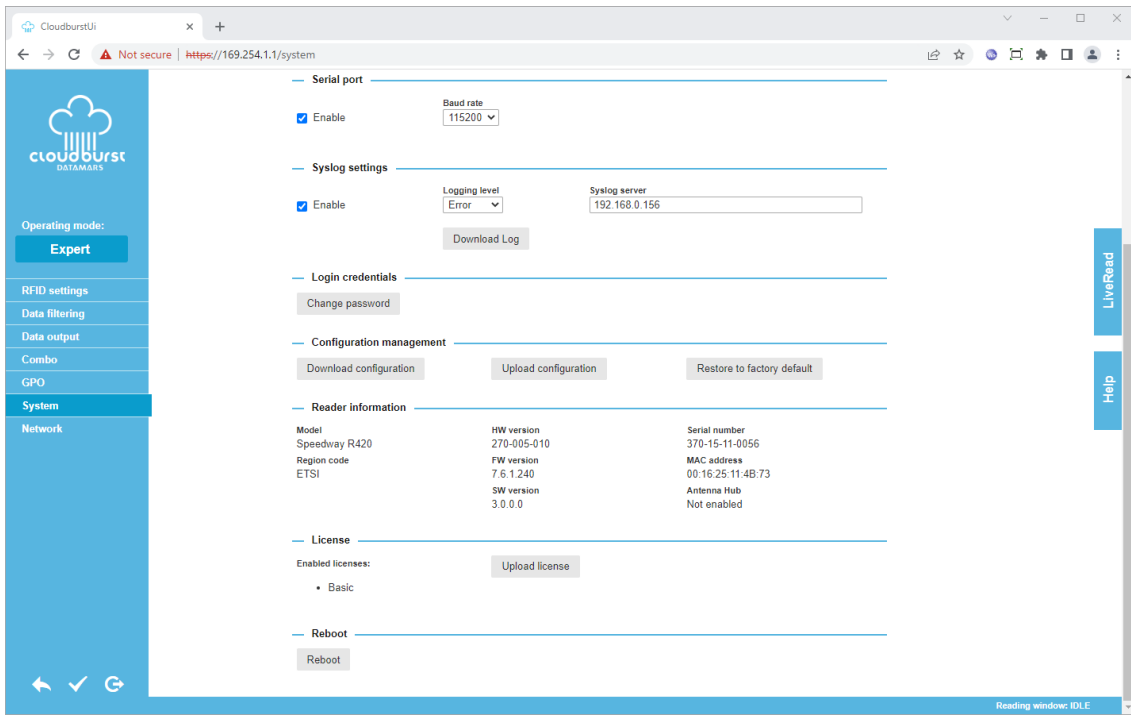 CloudburstUi
Not secure | https://169.254.1.1/system
cloudburst
DATAMARS
Operating mode:
Expert
RFID settings
Data filtering
Data output
Combo
GPO
System
Network
Serial port
Baud rate
Enable 115200
Syslog settings
Logging level Syslog server
Enable Error 192.168.0.156
Download Log
Login credentials
Change password
Configuration management
Download configuration Upload configuration Restore to factory default
Reader information
Model HW version Serial number
Speedway R420 270-005-010 370-15-11-0056
Region code FW version MAC address
ETSI 7.6.1.240 00:16:25:11:4B:73
SW version Antenna Hub
3.0.0.0 Not enabled
License
Enabled licenses: Upload license
• Basic
Reboot
Reboot
LiveRead
Help
Reading window: IDLE